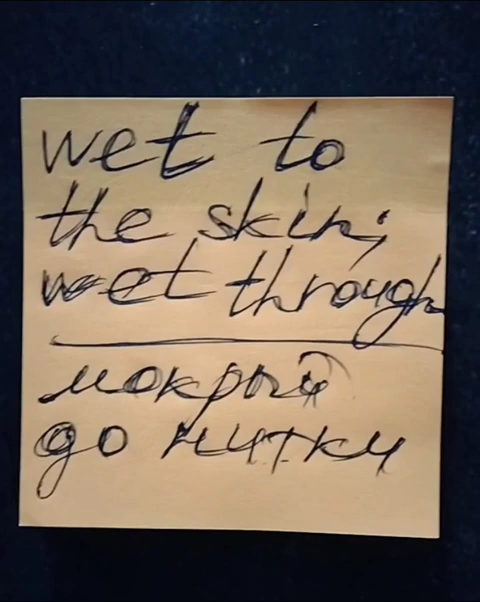 wet to
the skin;
wet through
мокрый
до нитки